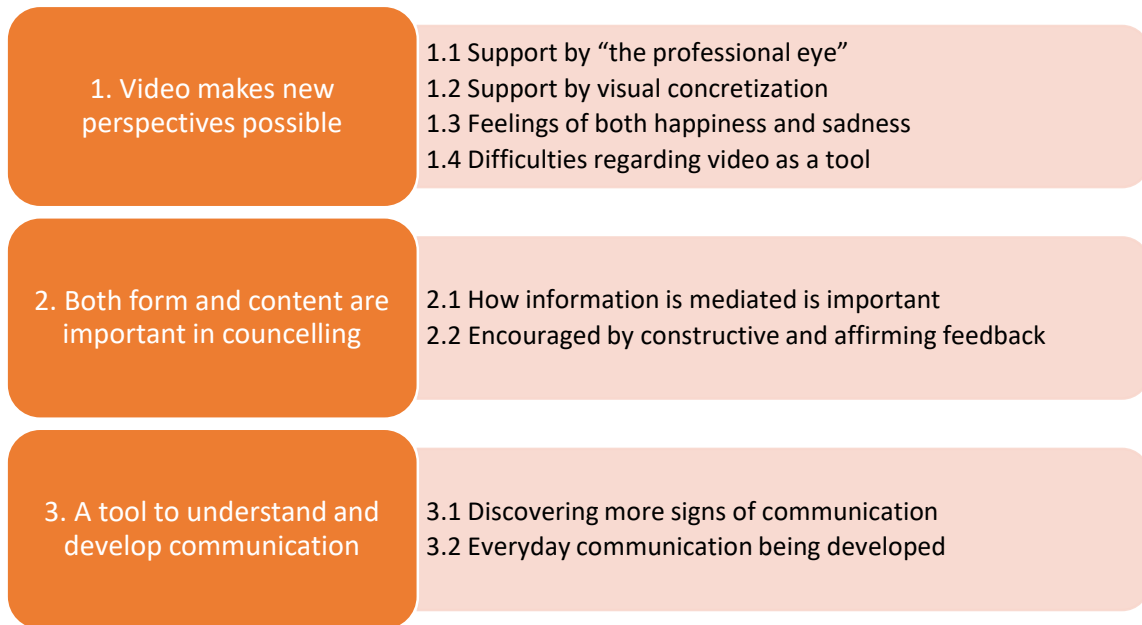 1. Video makes new
perspectives possible
1.1 Support by “the professional eye”
1.2 Support by visual concretization
1.3 Feelings of both happiness and sadness
1.4 Difficulties regarding video as a tool
2. Both form and content are
important in councelling
2.1 How information is mediated is important
2.2 Encouraged by constructive and affirming feedback
3. A tool to understand and
develop communication
3.1 Discovering more signs of communication
3.2 Everyday communication being developed